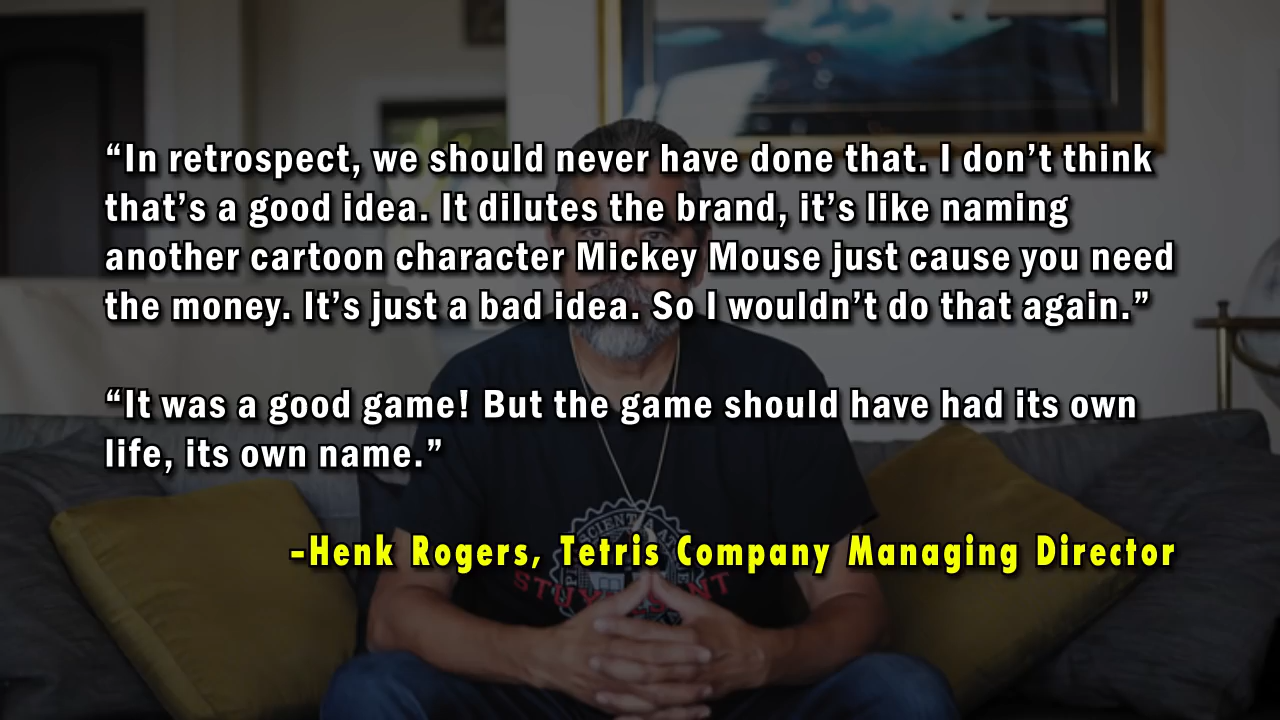 “In retrospect, we should never have done that. I don’t think
that’s a good idea. It dilutes the brand, it’s like naming
another cartoon character Mickey Mouse just cause you need
the money. It’s just a bad idea. So I wouldn’t do that again.”
“It was a good game! But the game should have had its own
life, its own name.”
–Henk Rogers, Tetris Company Managing Director